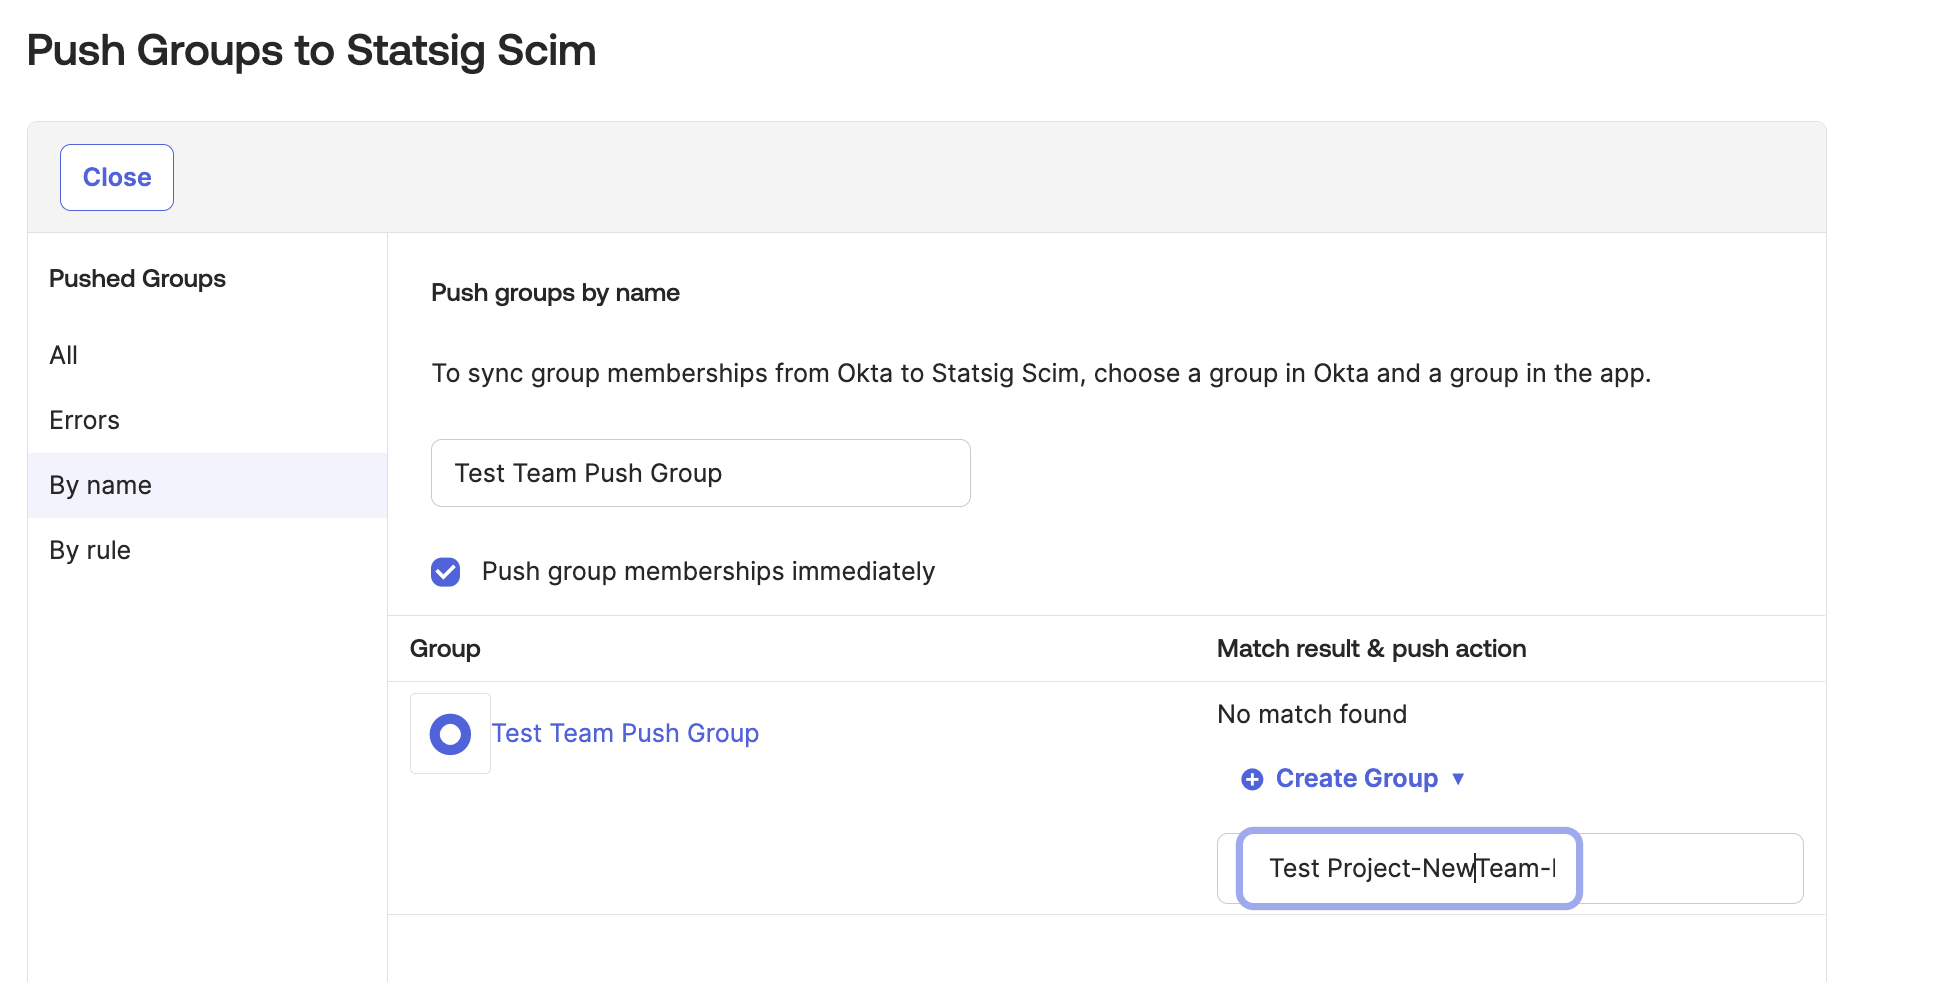 Push Groups to Statsig Scim
Close
Pushed Groups
All
Errors
By name
By rule
Push groups by name
To sync group memberships from Okta to Statsig Scim, choose a group in Okta and a group in the app.
Test Team Push Group
Push group memberships immediately
Group
Match result & push action
Test Team Push Group
No match found
Create Group
Test Project-NewTeam-